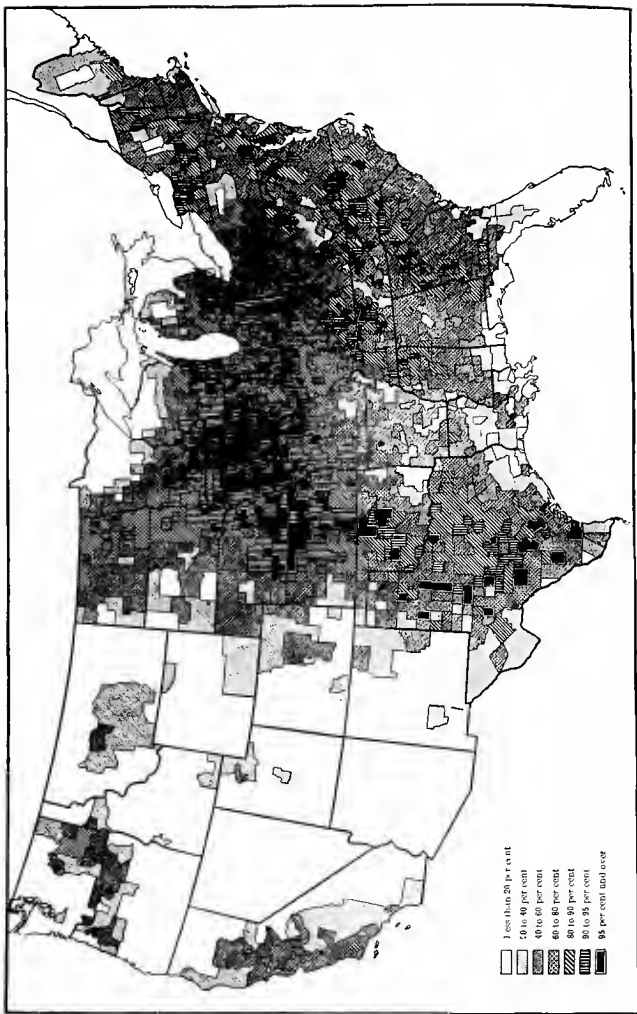 Less than 20 per cent
20 to 40 per cent
40 to 60 per cent
60 to 80 per cent
80 to 90 per cent
90 to 95 per cent
95 per cent and over